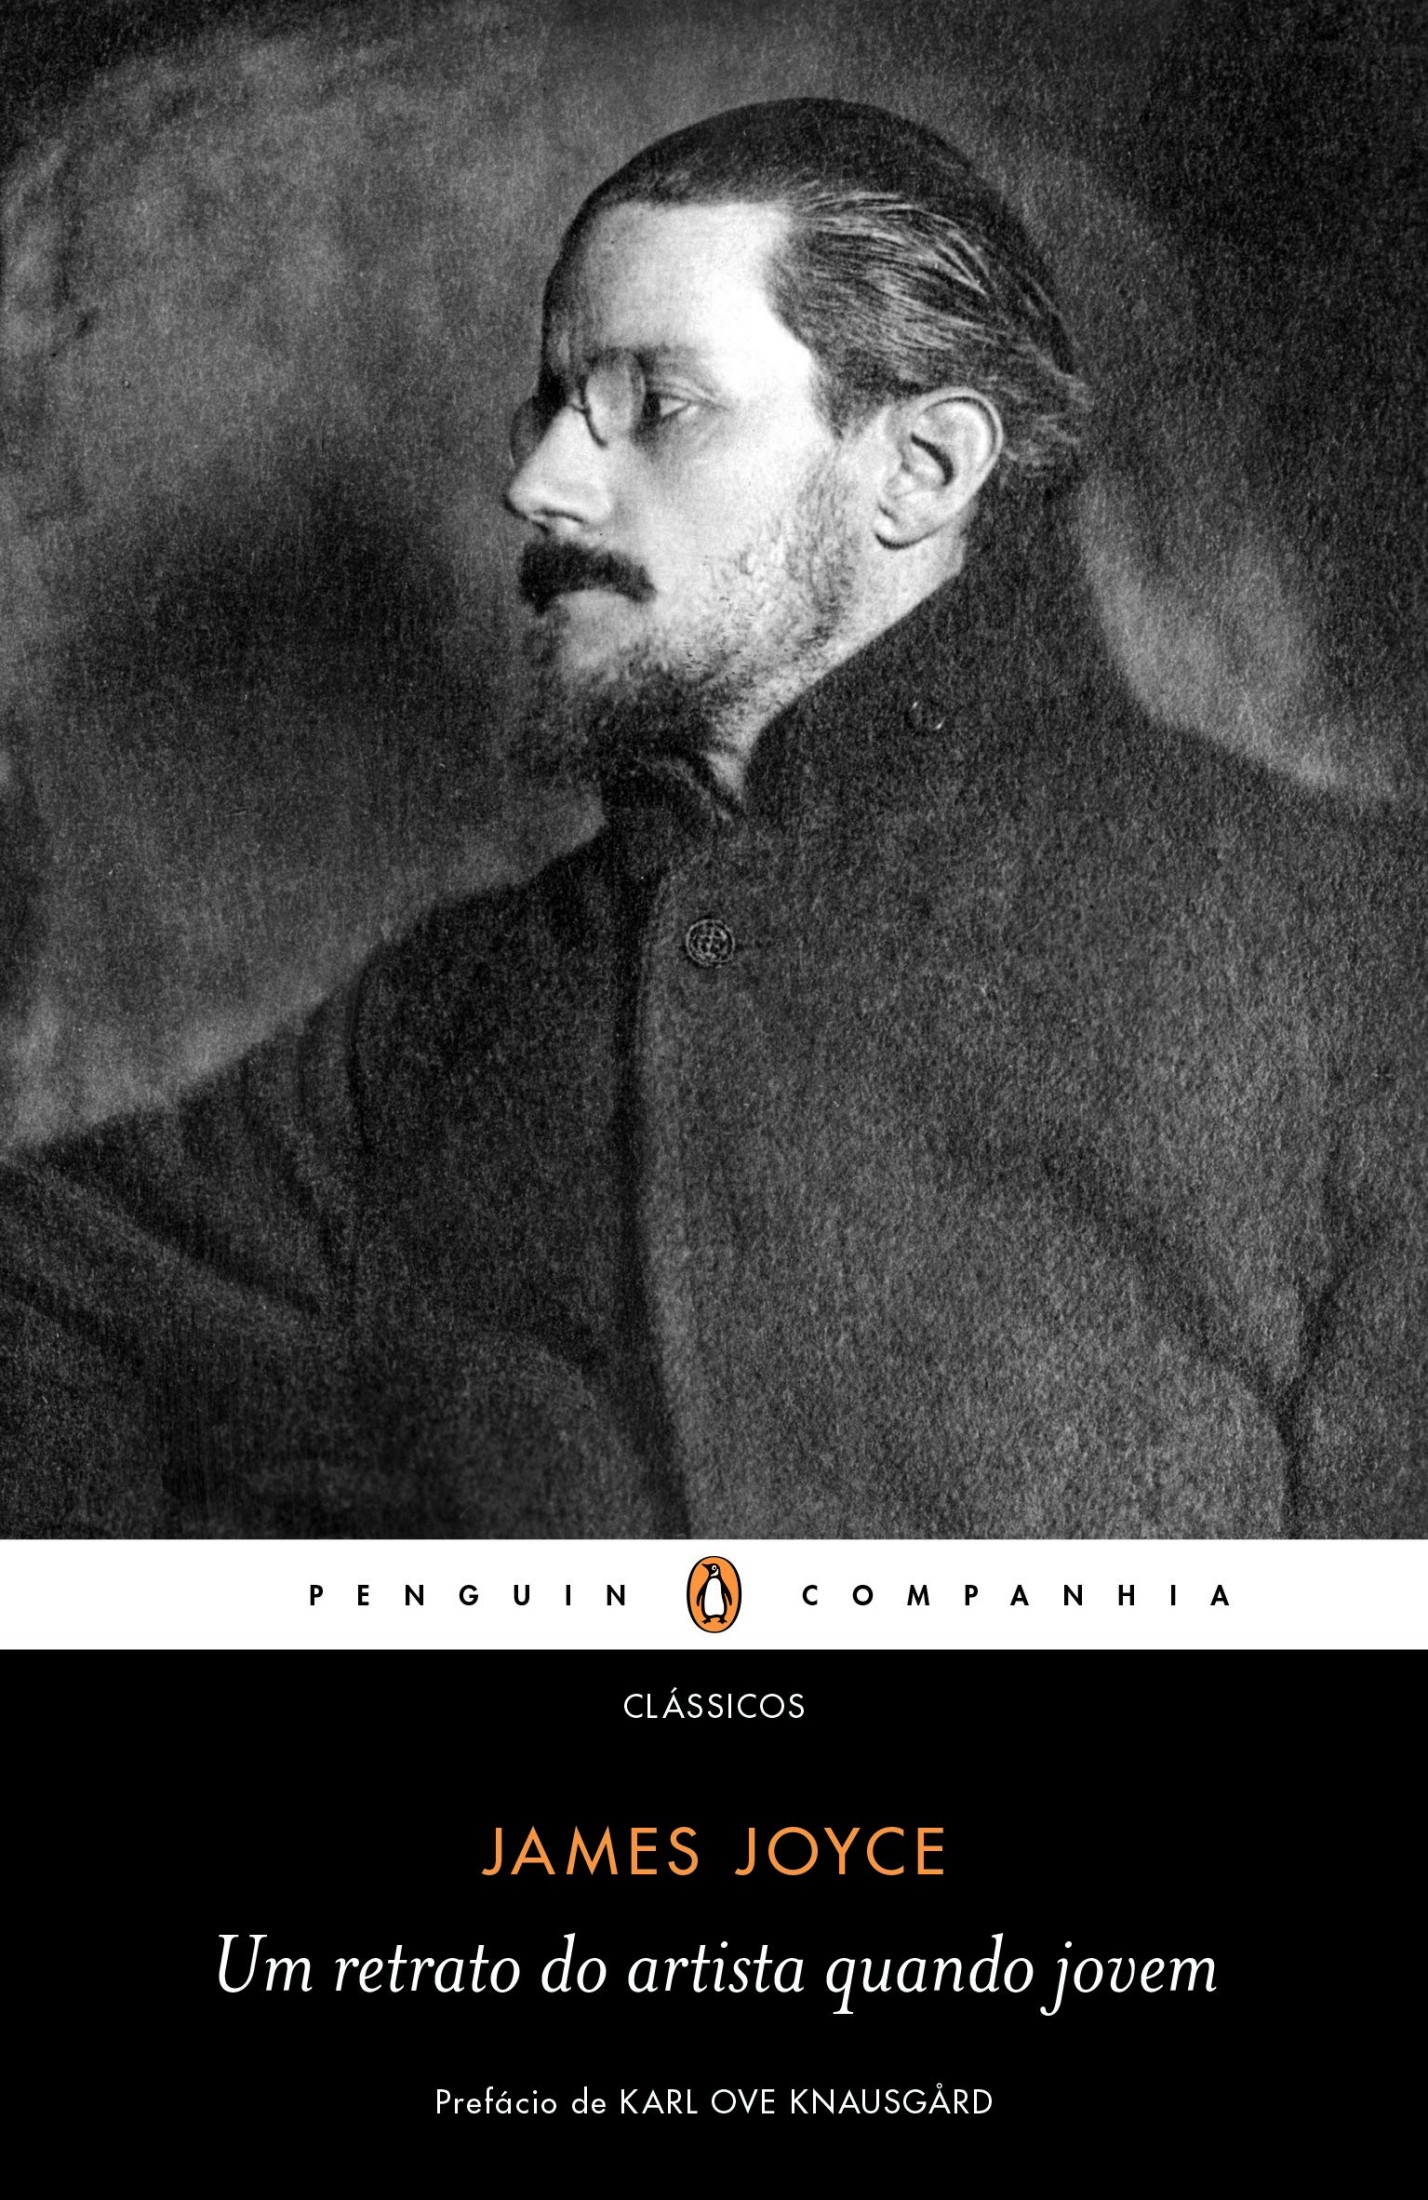 PENGUIN COMPANHIA
CLÁSSICOS
JAMES JOYCE
Um retrato do artista quando jovem
Prefácio de KARL OVE KNAUSGÅRD